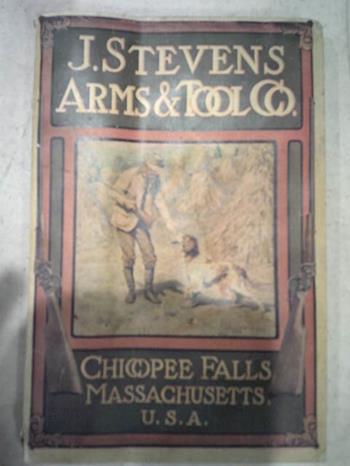 J. STEVENS
ARMS & TOOL CO.
CHICOPEE FALLS
MASSACHUSETTS,
U.S.A.